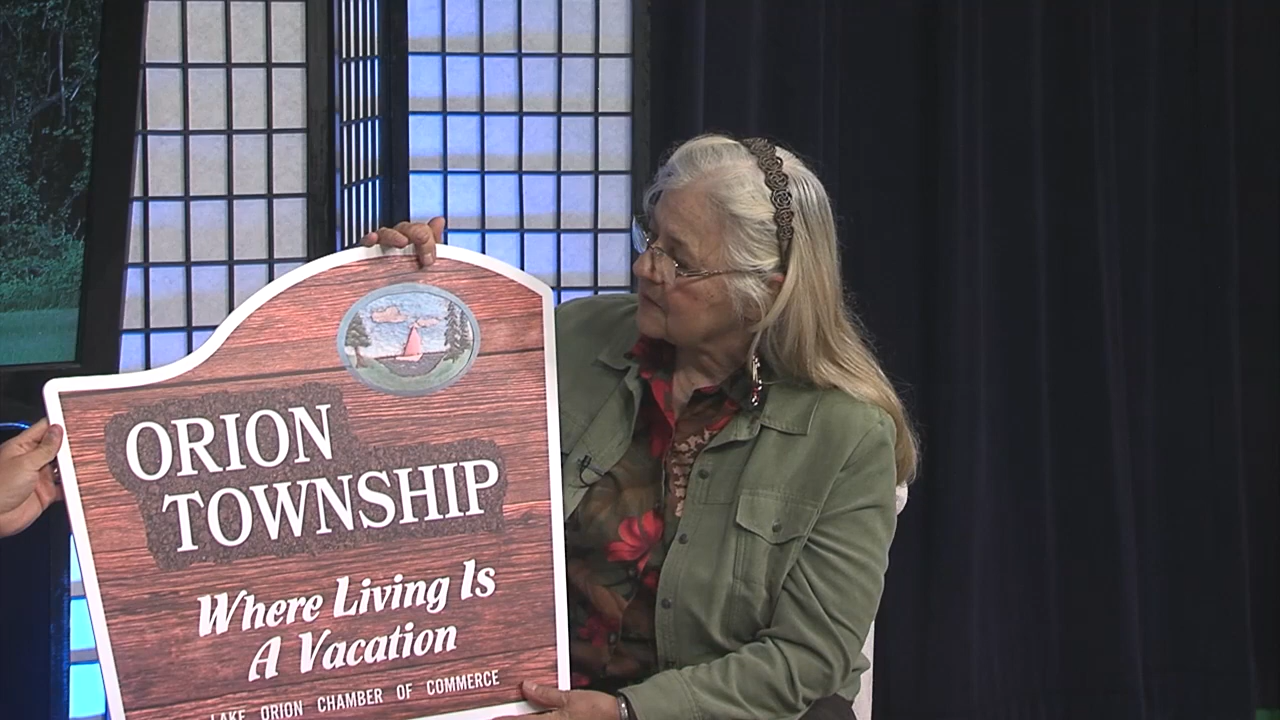 ORION
TOWNSHIP
Where Living Is
A Vacation
LAKE ORION CHAMBER OF COMMERCE